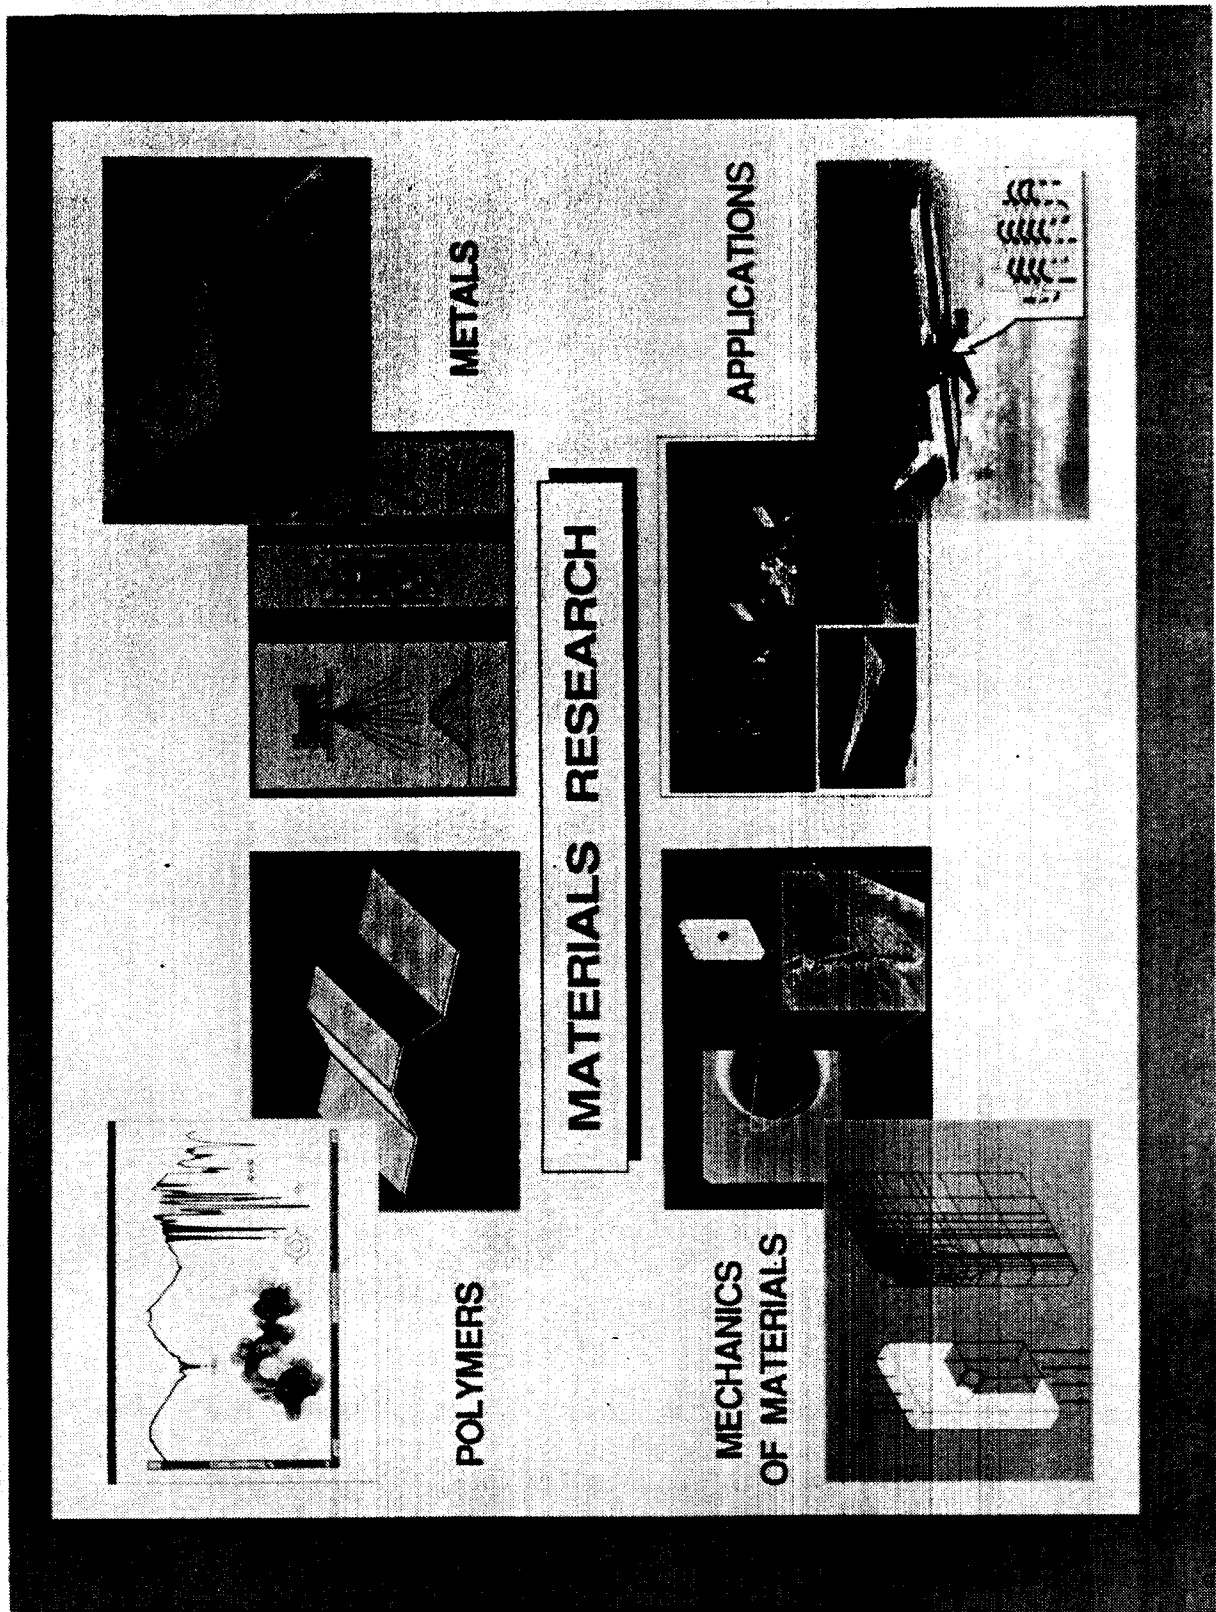 POLYMERS
METALS
MATERIALS RESEARCH
MECHANICS
OF MATERIALS
APPLICATIONS